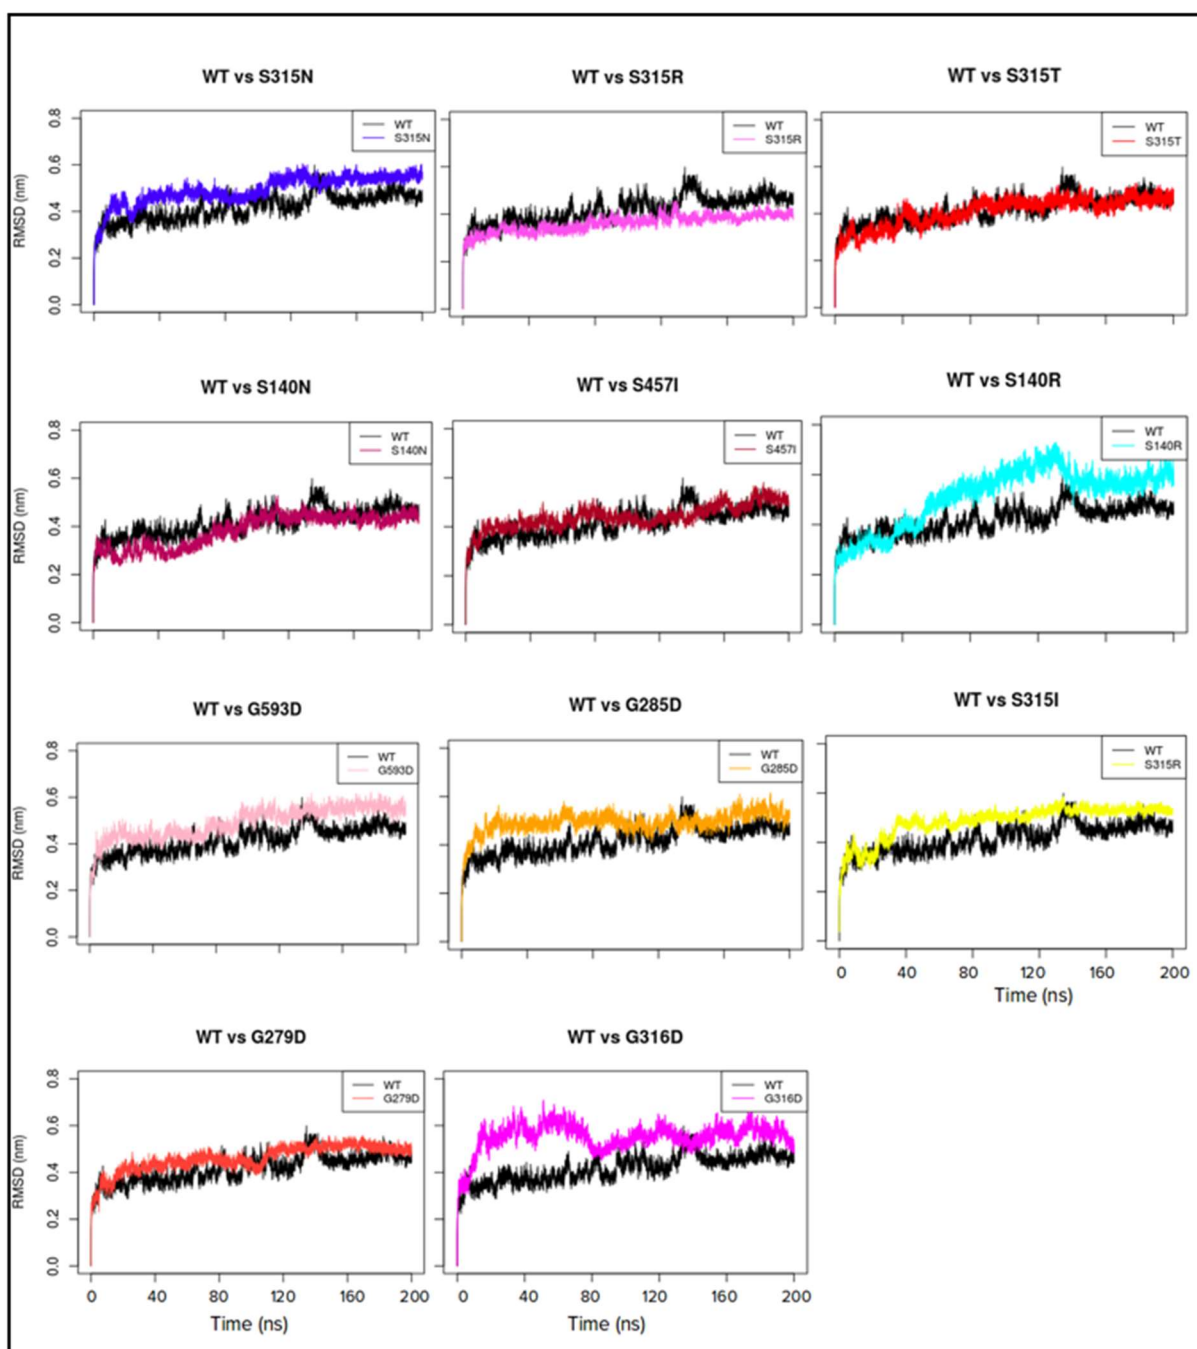 WT vs S315N
WT vs S315R
WT vs S315T
RMSD (nm)
0.0 0.2 0.4 0.6 0.8
WT
S315N
WT
S315R
WT
S315T
WT vs S140N
WT vs S457I
WT vs S140R
RMSD (nm)
0.0 0.2 0.4 0.6 0.8
WT
S140N
WT
S457I
WT
S140R
WT vs G593D
WT vs G285D
WT vs S315I
RMSD (nm)
0.0 0.2 0.4 0.6 0.8
WT
G593D
WT
G285D
WT
S315R
0 40 80 120 160 200
Time (ns)
WT vs G279D
WT vs G316D
RMSD (nm)
0.0 0.2 0.4 0.6 0.8
WT
G279D
WT
G316D
0 40 80 120 160 200
Time (ns)
0 40 80 120 160 200
Time (ns)